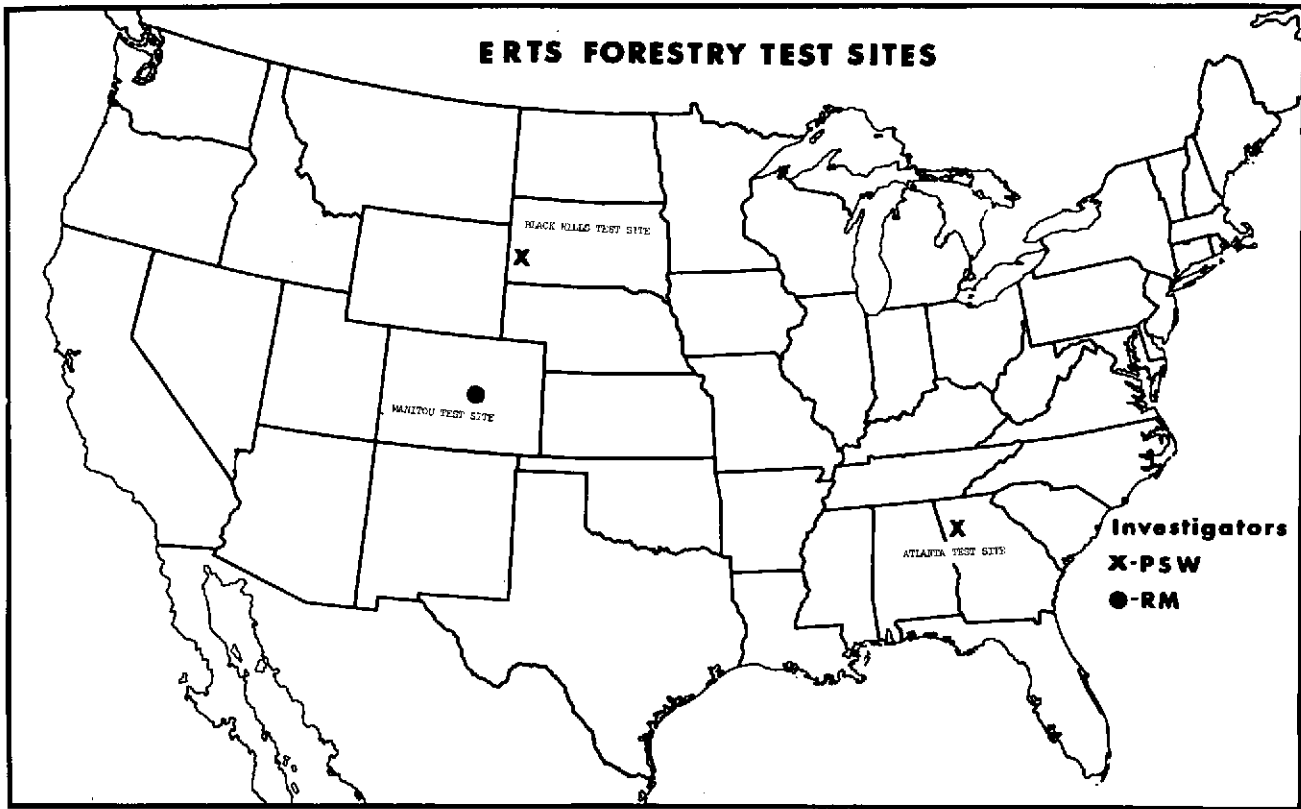 ERTS FORESTRY TEST SITES
BLACK HILLS TEST SITE
MANITOU TEST SITE
ATLANTA TEST SITE
Investigators
X-PSW
●-RM